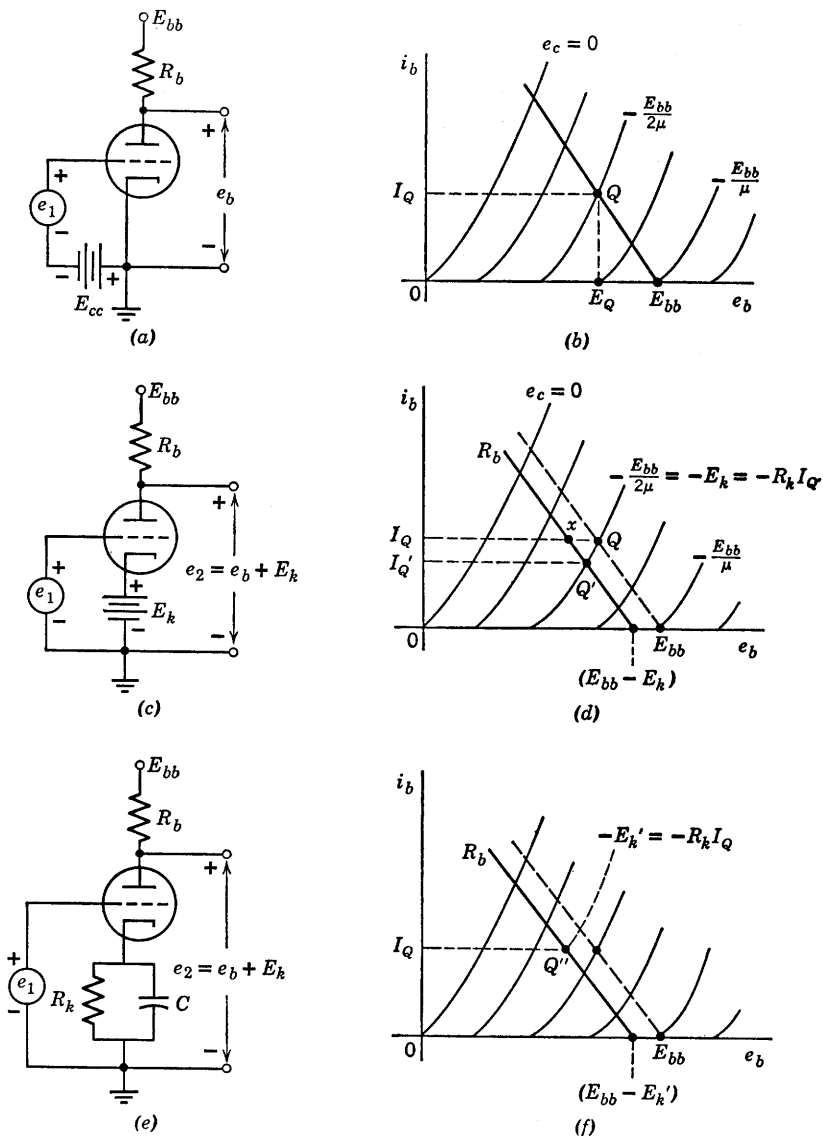 E_bb
R_b
+
e_b
−
+
e_1
−
− E_cc +
(a)
i_b
e_c = 0
−E_bb/2μ
−E_bb/μ
I_Q
Q
0
E_Q
E_bb
e_b
(b)
E_bb
R_b
+
e_2 = e_b + E_k
−
+
e_1
−
+
E_k
−
(c)
i_b
e_c = 0
R_b
−E_bb/2μ = −E_k = −R_k I_Q
I_Q
x
Q
I_Q'
Q'
−E_bb/μ
0
E_bb
e_b
(E_bb − E_k)
(d)
E_bb
R_b
+
e_2 = e_b + E_k
−
+
e_1
−
R_k
C
(e)
i_b
R_b
−E_k' = −R_k I_Q
I_Q
Q''
0
E_bb
e_b
(E_bb − E_k')
(f)